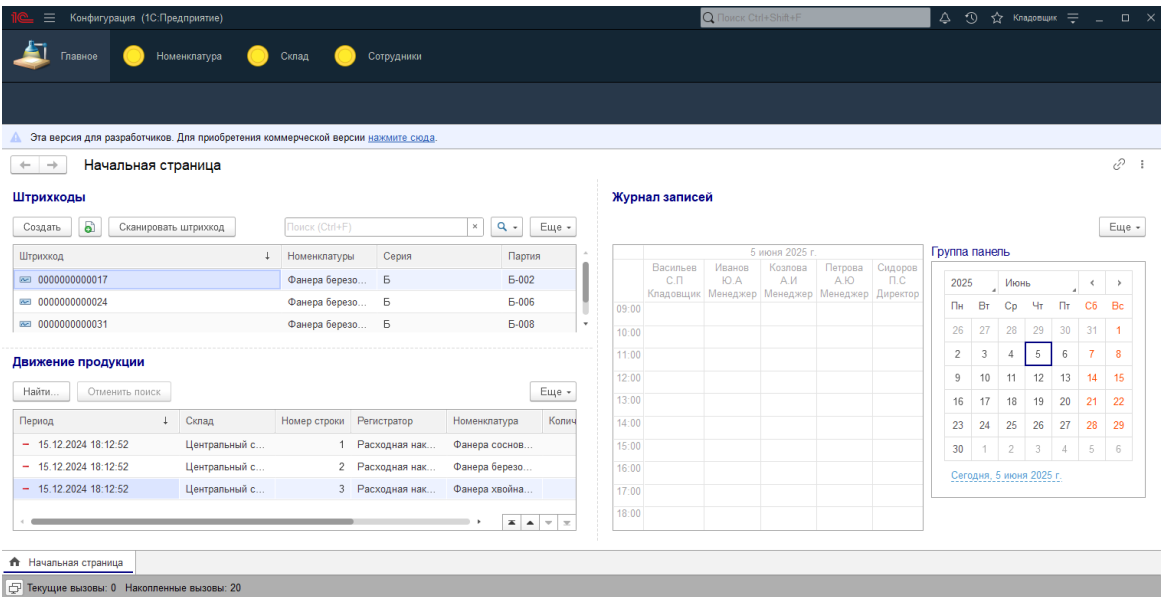 1С Конфигурация (1С:Предприятие) Поиск Ctrl+Shift+F Кладовщик
Главное Номенклатура Склад Сотрудники
Эта версия для разработчиков. Для приобретения коммерческой версии нажмите сюда.
Начальная страница
Штрихкоды
Создать Сканировать штрихкод Поиск (Ctrl+F) × Еще
Штрихкод ↓ Номенклатуры Серия Партия
0000000000017 Фанера березо... Б Б-002
0000000000024 Фанера березо... Б Б-006
0000000000031 Фанера березо... Б Б-008
Движение продукции
Найти... Отменить поиск Еще
Период ↓ Склад Номер строки Регистратор Номенклатура Колич
15.12.2024 18:12:52 Центральный с... 1 Расходная нак... Фанера соснов...
15.12.2024 18:12:52 Центральный с... 2 Расходная нак... Фанера березо...
15.12.2024 18:12:52 Центральный с... 3 Расходная нак... Фанера хвойна...
Журнал записей
Еще
5 июня 2025 г.
Васильев С.П Кладовщик
Иванов Ю.А Менеджер
Козлова А.И Менеджер
Петрова А.Ю Менеджер
Сидоров П.С Директор
09:00
10:00
11:00
12:00
13:00
14:00
15:00
16:00
17:00
18:00
Группа панель
2025 Июнь
Пн Вт Ср Чт Пт Сб Вс
26 27 28 29 30 31 1
2 3 4 5 6 7 8
9 10 11 12 13 14 15
16 17 18 19 20 21 22
23 24 25 26 27 28 29
30 1 2 3 4 5 6
Сегодня, 5 июня 2025 г.
Начальная страница
Текущие вызовы: 0 Накопленные вызовы: 20